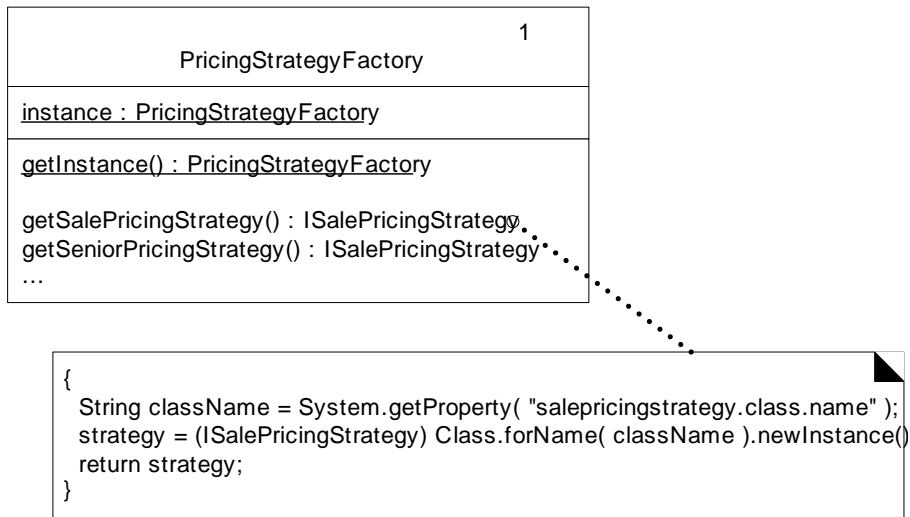 1
PricingStrategyFactory
instance : PricingStrategyFactory
getInstance() : PricingStrategyFactory
getSalePricingStrategy() : ISalePricingStrategy
getSeniorPricingStrategy() : ISalePricingStrategy
...
{
String className = System.getProperty( "salepricingstrategy.class.name" );
strategy = (ISalePricingStrategy) Class.forName( className ).newInstance()
return strategy;
}